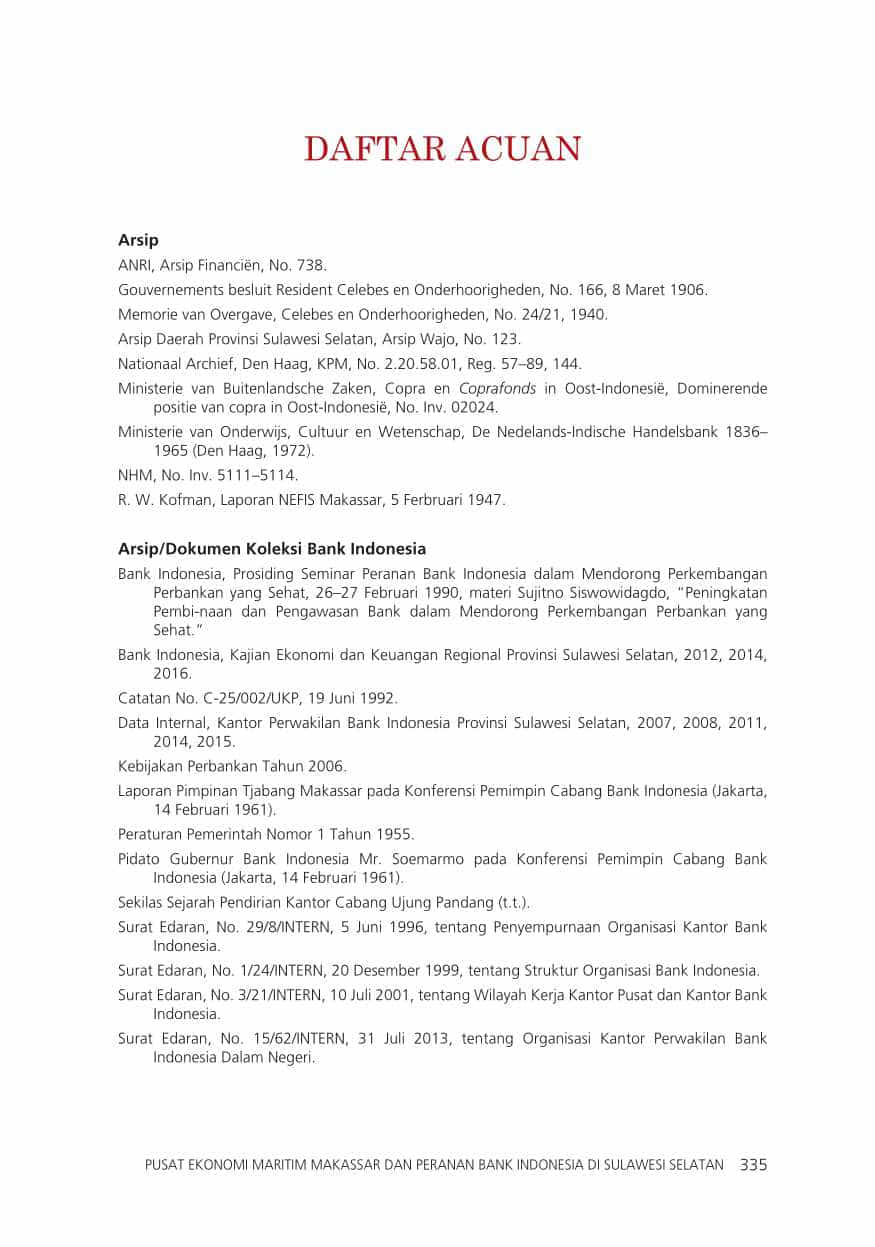 DAFTAR ACUAN
Arsip
ANRI, Arsip Financiën, No. 738.
Gouvernements besluit Resident Celebes en Onderhoorigheden, No. 166, 8 Maret 1906.
Memorie van Overgave, Celebes en Onderhoorigheden, No. 24/21, 1940.
Arsip Daerah Provinsi Sulawesi Selatan, Arsip Wajo, No. 123.
Nationaal Archief, Den Haag, KPM, No. 2.20.58.01, Reg. 57–89, 144.
Ministerie van Buitenlandsche Zaken, Copra en Coprafonds in Oost-Indonesië, Dominerende
positie van copra in Oost-Indonesië, No. Inv. 02024.
Ministerie van Onderwijs, Cultuur en Wetenschap, De Nedelands-Indische Handelsbank 1836–
1965 (Den Haag, 1972).
NHM, No. Inv. 5111–5114.
R. W. Kofman, Laporan NEFIS Makassar, 5 Ferbruari 1947.
Arsip/Dokumen Koleksi Bank Indonesia
Bank Indonesia, Prosiding Seminar Peranan Bank Indonesia dalam Mendorong Perkembangan
Perbankan yang Sehat, 26–27 Februari 1990, materi Sujitno Siswowidagdo, “Peningkatan
Pembi-naan dan Pengawasan Bank dalam Mendorong Perkembangan Perbankan yang
Sehat.”
Bank Indonesia, Kajian Ekonomi dan Keuangan Regional Provinsi Sulawesi Selatan, 2012, 2014,
2016.
Catatan No. C-25/002/UKP, 19 Juni 1992.
Data Internal, Kantor Perwakilan Bank Indonesia Provinsi Sulawesi Selatan, 2007, 2008, 2011,
2014, 2015.
Kebijakan Perbankan Tahun 2006.
Laporan Pimpinan Tjabang Makassar pada Konferensi Pemimpin Cabang Bank Indonesia (Jakarta,
14 Februari 1961).
Peraturan Pemerintah Nomor 1 Tahun 1955.
Pidato Gubernur Bank Indonesia Mr. Soemarmo pada Konferensi Pemimpin Cabang Bank
Indonesia (Jakarta, 14 Februari 1961).
Sekilas Sejarah Pendirian Kantor Cabang Ujung Pandang (t.t.).
Surat Edaran, No. 29/8/INTERN, 5 Juni 1996, tentang Penyempurnaan Organisasi Kantor Bank
Indonesia.
Surat Edaran, No. 1/24/INTERN, 20 Desember 1999, tentang Struktur Organisasi Bank Indonesia.
Surat Edaran, No. 3/21/INTERN, 10 Juli 2001, tentang Wilayah Kerja Kantor Pusat dan Kantor Bank
Indonesia.
Surat Edaran, No. 15/62/INTERN, 31 Juli 2013, tentang Organisasi Kantor Perwakilan Bank
Indonesia Dalam Negeri.
PUSAT EKONOMI MARITIM MAKASSAR DAN PERANAN BANK INDONESIA DI SULAWESI SELATAN 335